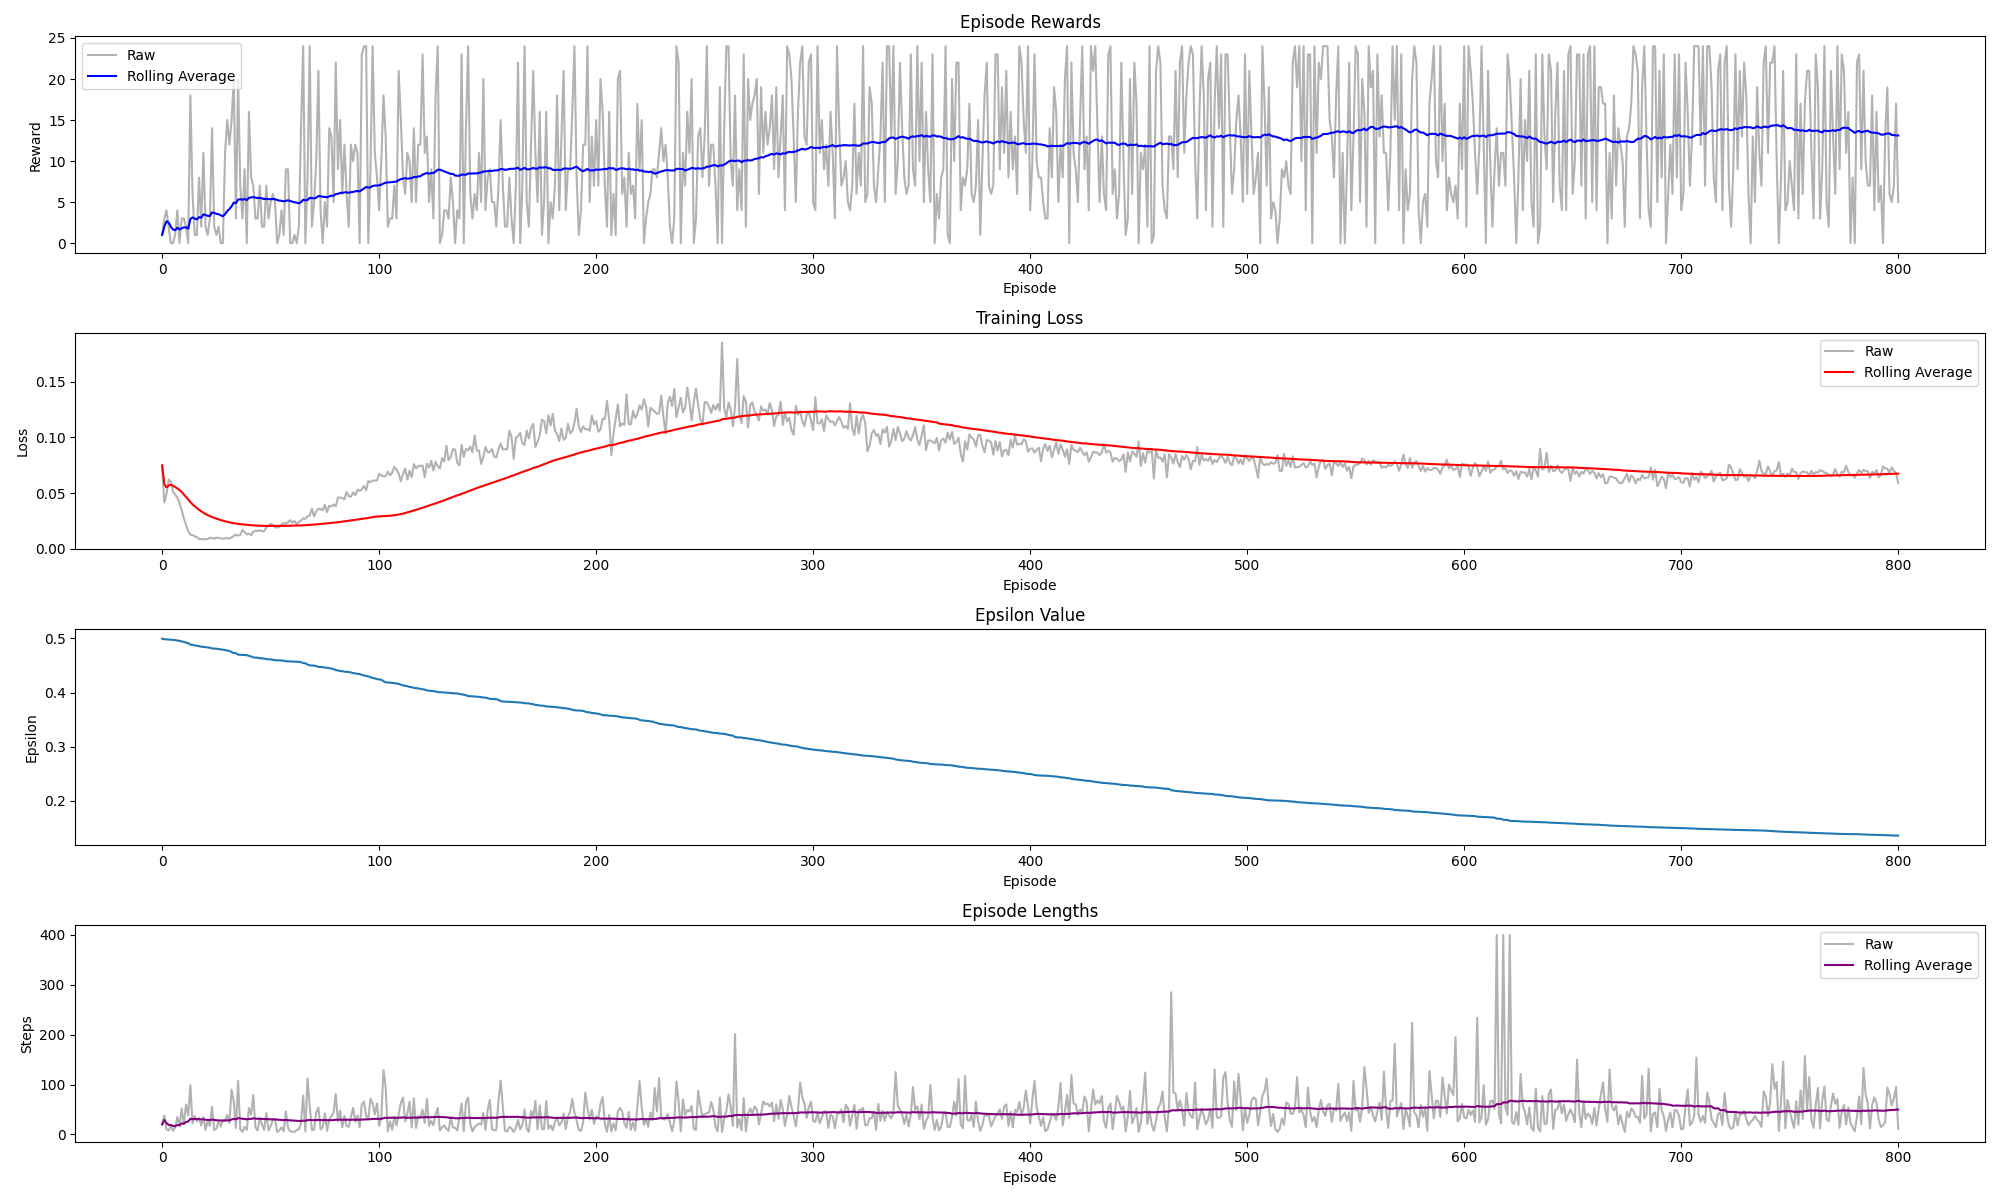 Episode Rewards
25
20
15
10
5
0
Reward
Raw
Rolling Average
0 100 200 300 400 500 600 700 800
Episode
Training Loss
0.15
0.10
0.05
0.00
Loss
Raw
Rolling Average
0 100 200 300 400 500 600 700 800
Episode
Epsilon Value
0.5
0.4
0.3
0.2
Epsilon
0 100 200 300 400 500 600 700 800
Episode
Episode Lengths
400
300
200
100
0
Steps
Raw
Rolling Average
0 100 200 300 400 500 600 700 800
Episode